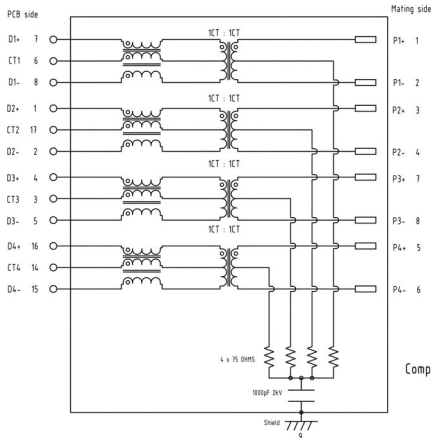 PCB side
Mating side
1CT : 1CT
D1+ 7
P1+ 1
CT1 6
D1- 8
P1- 2
1CT : 1CT
D2+ 1
P2+ 3
CT2 17
D2- 2
P2- 4
1CT : 1CT
D3+ 4
P3+ 7
CT3 3
D3- 5
P3- 8
1CT : 1CT
D4+ 16
P4+ 5
CT4 14
D4- 15
P4- 6
4 x 75 OHMS
Comp
1000pF 2kV
Shield
9